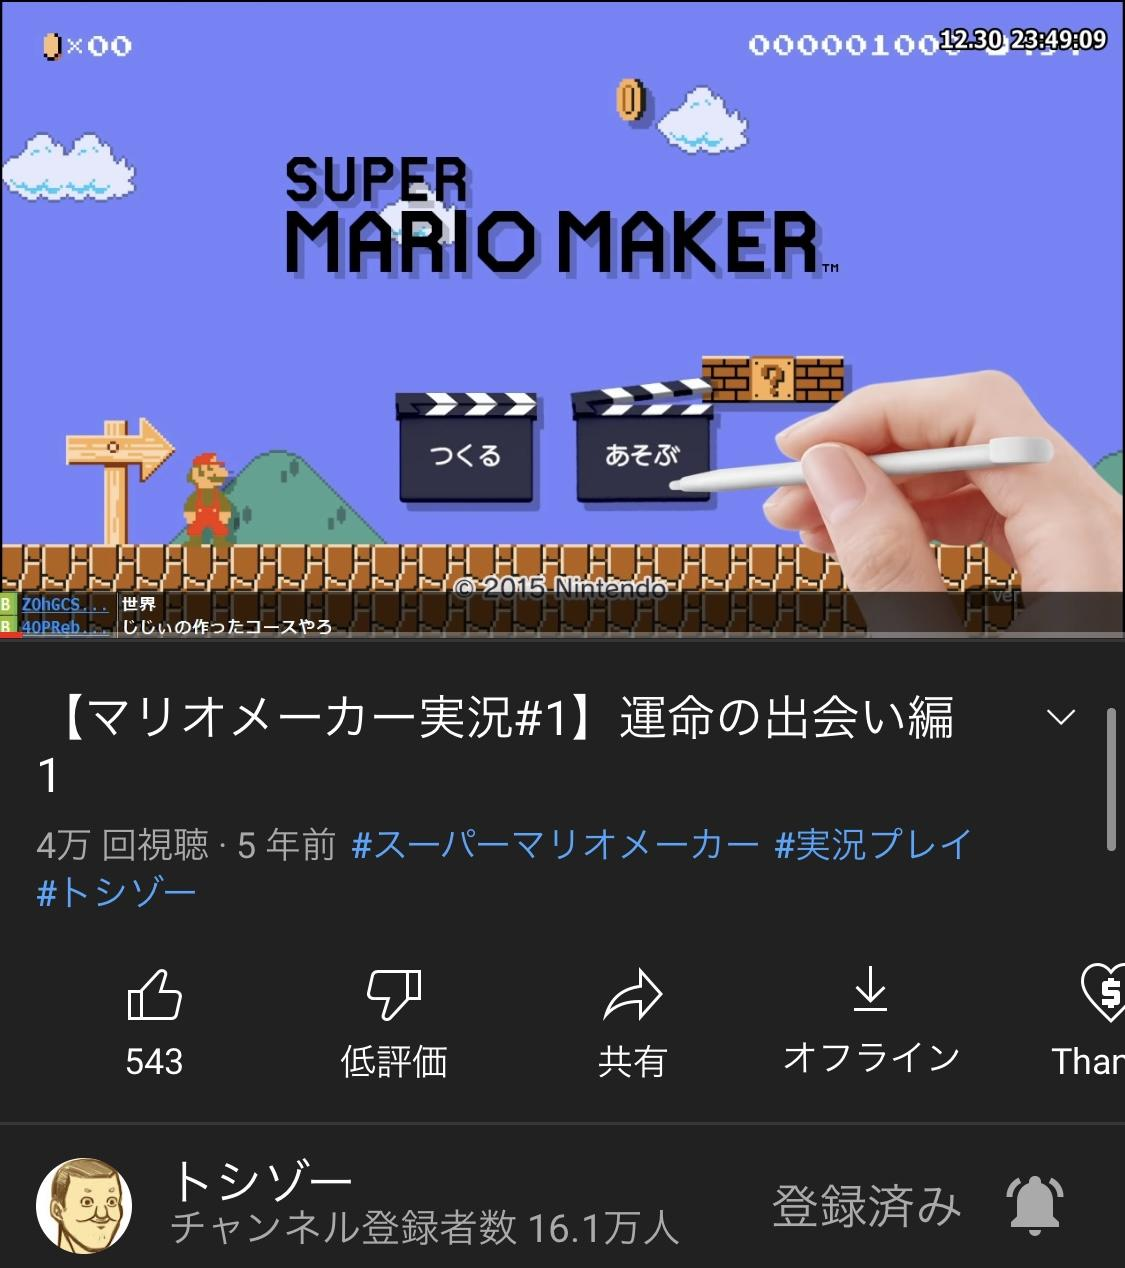 ×00
12.30 23:49:09
SUPER
MARIO MAKER™
つくる
あそぶ
?
© 2015 Nintendo
ver
B ZOhGCS... 世界
B 4OPReb... じじぃの作ったコースやろ
【マリオメーカー実況#1】運命の出会い編
1
4万 回視聴 · 5 年前 #スーパーマリオメーカー #実況プレイ
#トシゾー
543
低評価
共有
オフライン
Than
トシゾー
チャンネル登録者数 16.1万人
登録済み